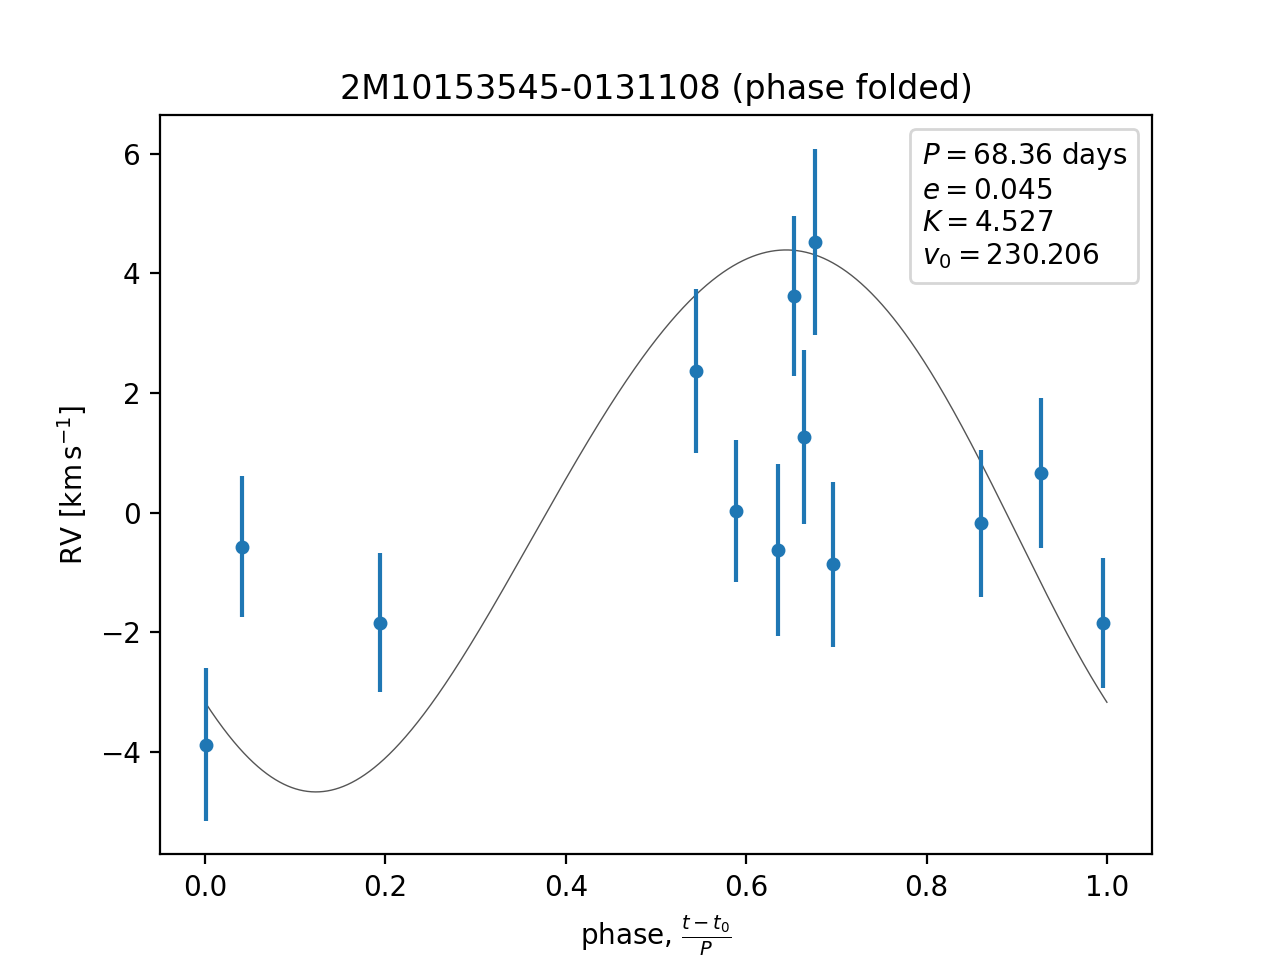 2M10153545-0131108 (phase folded)
P = 68.36 days
e = 0.045
K = 4.527
v₀ = 230.206
RV [km s⁻¹]
6
4
2
0
−2
−4
0.0 0.2 0.4 0.6 0.8 1.0
phase, (t − t₀)/P